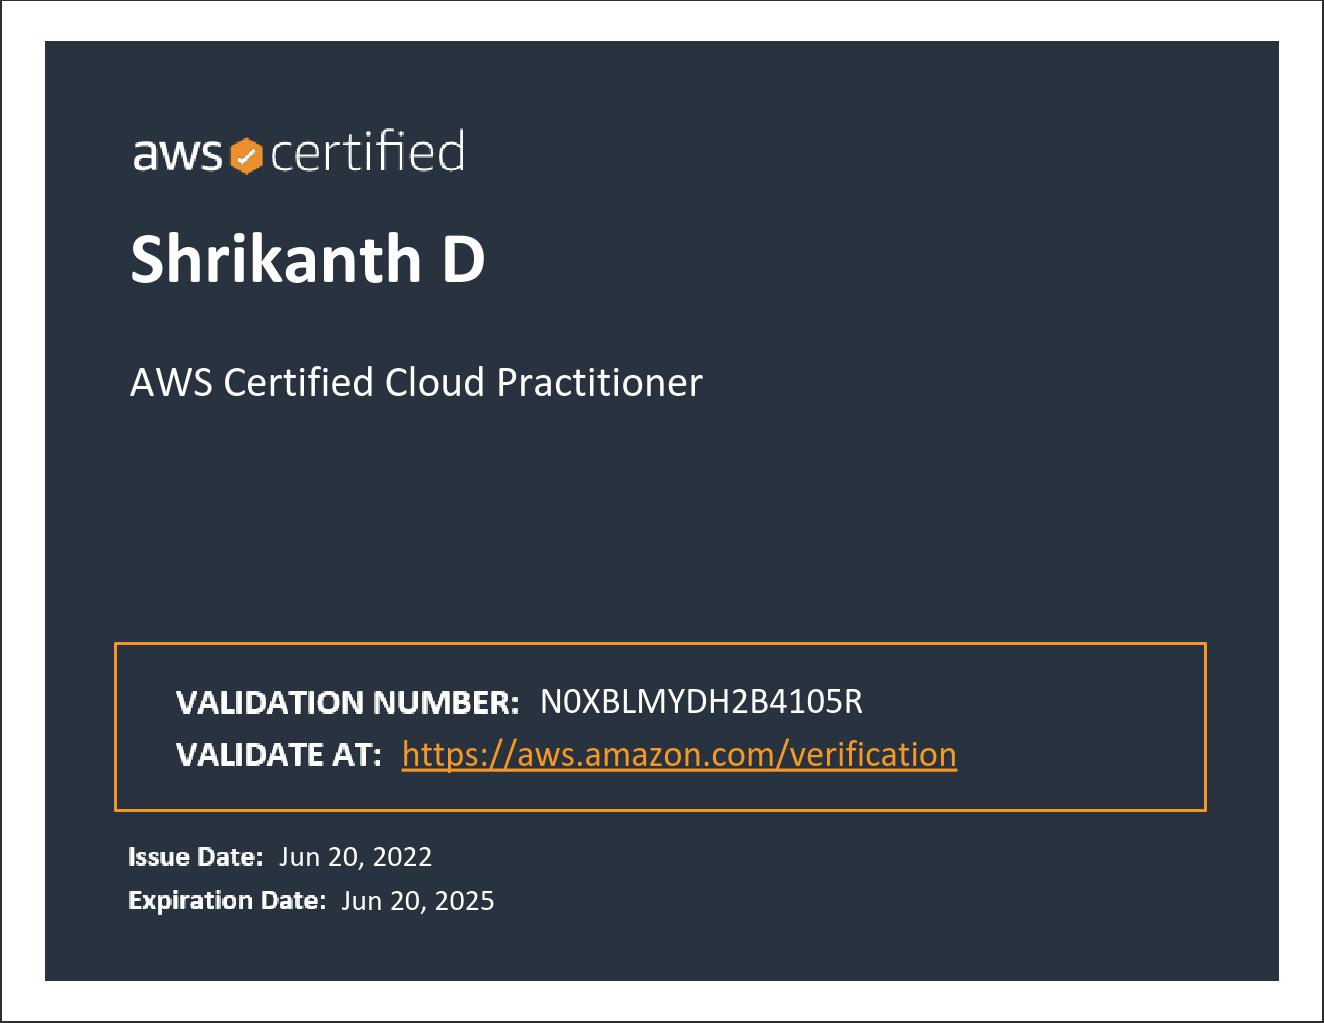 aws certified
Shrikanth D
AWS Certified Cloud Practitioner
VALIDATION NUMBER: N0XBLMYDH2B4105R
VALIDATE AT: https://aws.amazon.com/verification
Issue Date: Jun 20, 2022
Expiration Date: Jun 20, 2025